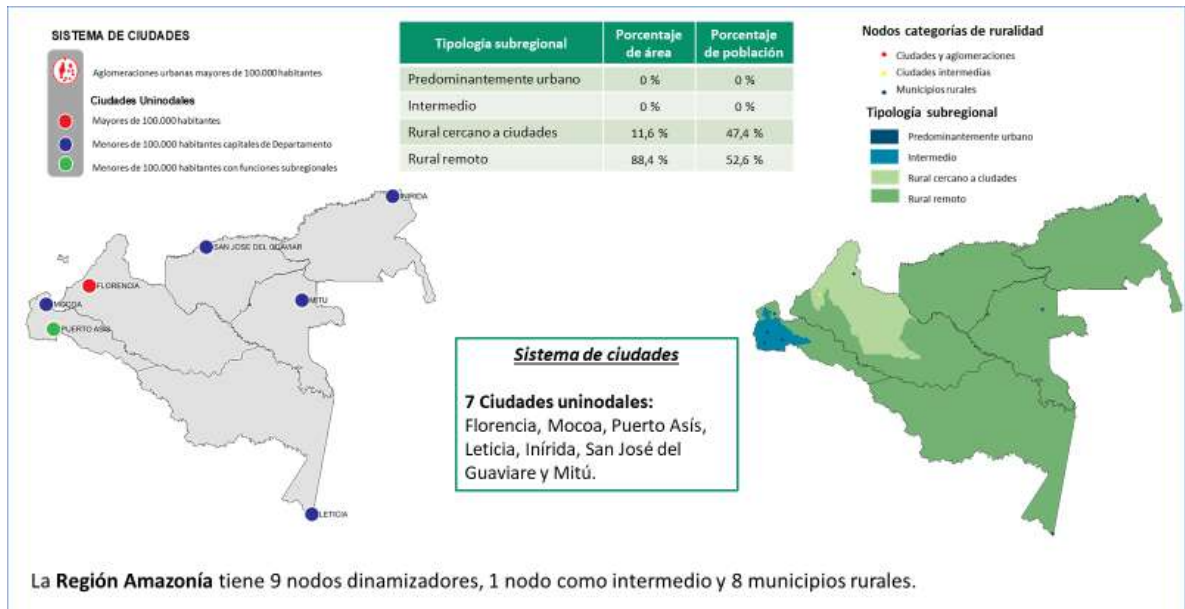 SISTEMA DE CIUDADES
Aglomeraciones urbanas mayores de 100.000 habitantes
Ciudades Uninodales
Mayores de 100.000 habitantes
Menores de 100.000 habitantes capitales de Departamento
Menores de 100.000 habitantes con funciones subregionales
Tipología subregional Porcentaje de área Porcentaje de población
Predominantemente urbano 0 % 0 %
Intermedio 0 % 0 %
Rural cercano a ciudades 11,6 % 47,4 %
Rural remoto 88,4 % 52,6 %
Nodos categorías de ruralidad
Ciudades y aglomeraciones
Ciudades intermedias
Municipios rurales
Tipología subregional
Predominantemente urbano
Intermedio
Rural cercano a ciudades
Rural remoto
INÍRIDA
SAN JOSE DEL GUAVIAR
FLORENCIA
MITU
MOCOA
PUERTO ASÍS
LETICIA
Sistema de ciudades
7 Ciudades uninodales:
Florencia, Mocoa, Puerto Asís,
Leticia, Inírida, San José del
Guaviare y Mitú.
La Región Amazonía tiene 9 nodos dinamizadores, 1 nodo como intermedio y 8 municipios rurales.